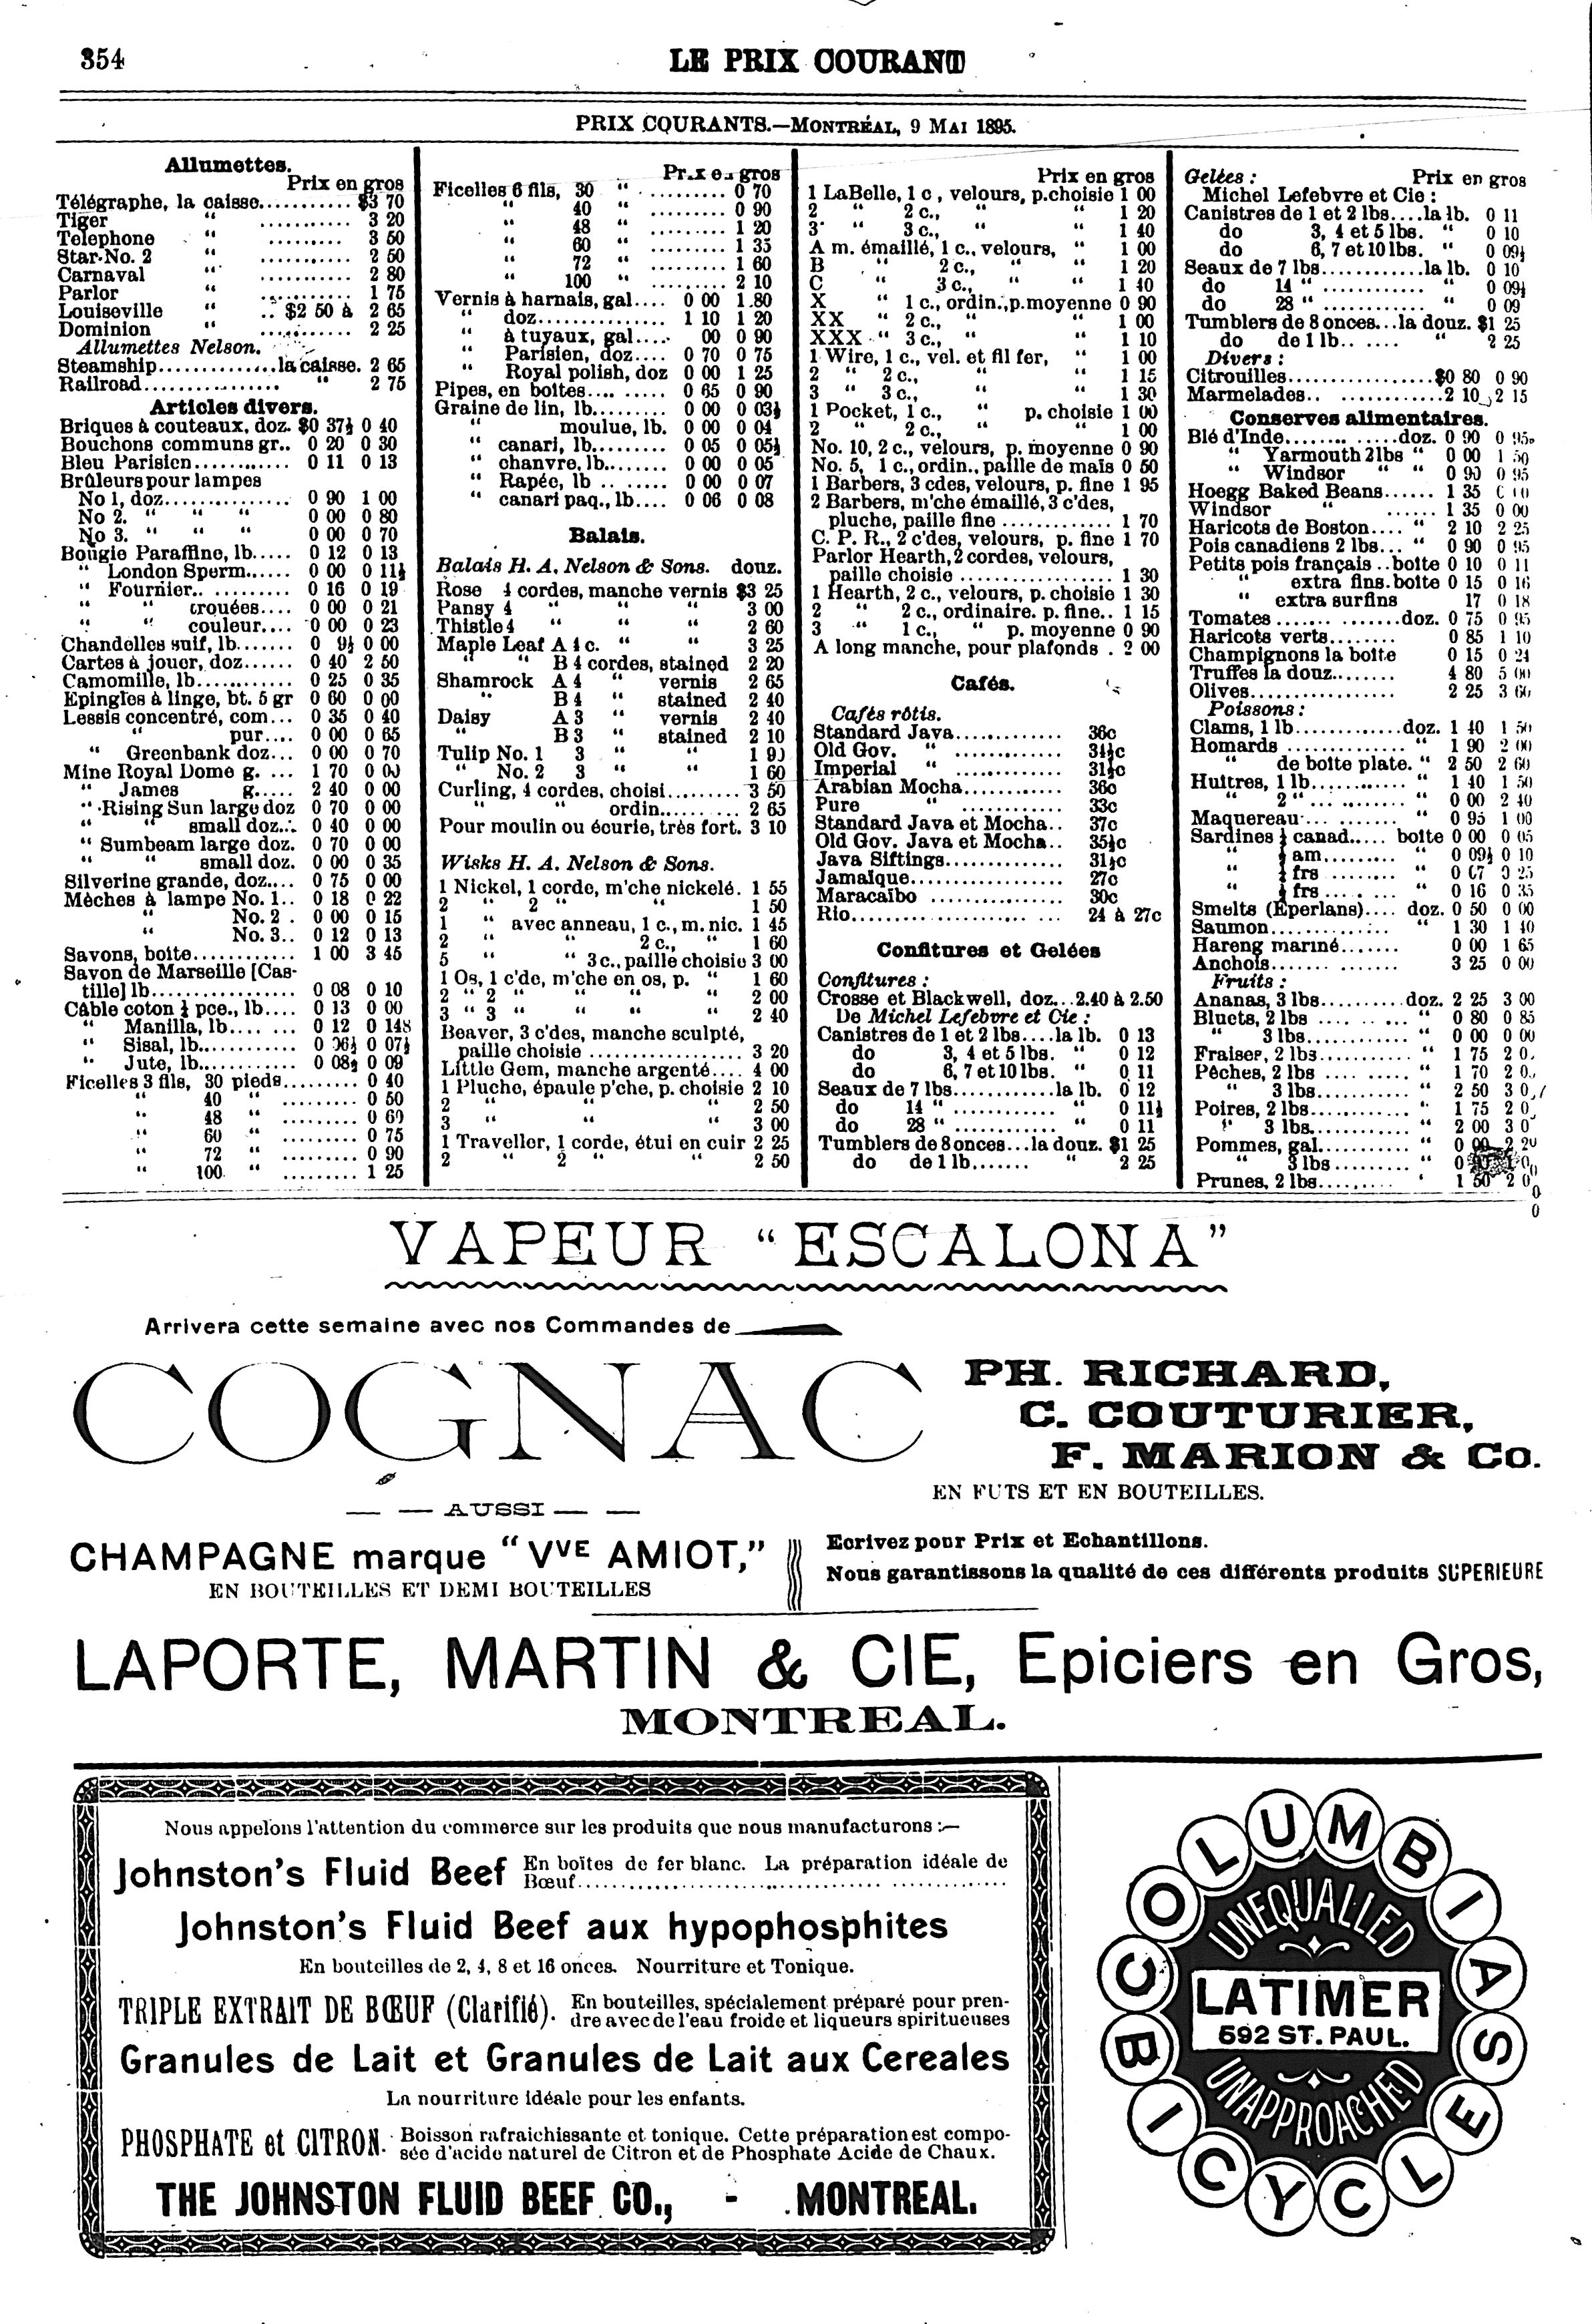 354
LE PRIX COURANT
PRIX COURANTS.—MONTRÉAL, 9 MAI 1895.
Allumettes.
Prix en gros
Télégraphe, la caisse........... $3 70
Tiger " ........... 3 20
Telephone " ......... 3 50
Star No. 2 " ........... 2 50
Carnaval " ........... 2 80
Parlor " ........... 1 75
Louiseville " .. $2 50 à 2 65
Dominion " ........... 2 25
Allumettes Nelson.
Steamship.............la caisse. 2 65
Railroad................ " 2 75
Articles divers.
Briques à couteaux, doz. $0 37½ 0 40
Bouchons communs gr.. 0 20 0 30
Bleu Parisien........... 0 11 0 13
Brûleurs pour lampes
No 1, doz............... 0 90 1 00
No 2. " " " 0 00 0 80
No 3. " " " 0 00 0 70
Bougie Paraffine, lb..... 0 12 0 13
" London Sperm...... 0 00 0 11½
" Fournier.. ......... 0 16 0 19
" " trouées.... 0 00 0 21
" " couleur.... 0 00 0 23
Chandelles suif, lb....... 0 9½ 0 00
Cartes à jouer, doz...... 0 40 2 50
Camomille, lb............ 0 25 0 35
Epingles à linge, bt. 5 gr 0 60 0 00
Lessis concentré, com... 0 35 0 40
" pur.... 0 00 0 65
" Greenbank doz... 0 00 0 70
Mine Royal Dome g. ... 1 70 0 00
" James g..... 2 40 0 00
" Rising Sun large doz 0 70 0 00
" " small doz... 0 40 0 00
" Sumbeam large doz. 0 70 0 00
" " small doz. 0 00 0 35
Silverine grande, doz.... 0 75 0 00
Mèches à lampe No. 1.. 0 18 0 22
" No. 2 . 0 00 0 15
" No. 3.. 0 12 0 13
Savons, boite............ 1 00 3 45
Savon de Marseille [Cas-
tille] lb................. 0 08 0 10
Câble coton ¼ pce., lb.... 0 13 0 00
" Manilla, lb.... ... 0 12 0 14½
" Sisal, lb........... 0 06½ 0 07½
" Jute, lb............ 0 08½ 0 09
Ficelles 3 fils, 30 pieds......... 0 40
" 40 " ......... 0 50
" 48 " ......... 0 60
" 60 " ......... 0 75
" 72 " ......... 0 90
" 100 " ......... 1 25
Prix en gros
Ficelles 6 fils, 30 " ......... 0 70
" 40 " ......... 0 90
" 48 " ......... 1 20
" 60 " ......... 1 35
" 72 " ......... 1 60
" 100 " ......... 2 10
Vernis à harnais, gal.... 0 00 1.80
" doz............... 1 10 1 20
" à tuyaux, gal.... 00 0 90
" Parisien, doz.... 0 70 0 75
" Royal polish, doz 0 00 1 25
Pipes, en boites.... ..... 0 65 0 90
Graine de lin, lb......... 0 00 0 03½
" moulue, lb. 0 00 0 04
" canari, lb......... 0 05 0 05½
" chanvre, lb........ 0 00 0 05
" Rapée, lb .. ...... 0 00 0 07
" canari paq., lb.... 0 06 0 08
Balais.
Balais H. A. Nelson & Sons. douz.
Rose 4 cordes, manche vernis $3 25
Pansy 4 " " " 3 00
Thistle 4 " " " 2 60
Maple Leaf A 4 c. " " 3 25
" " B 4 cordes, stained 2 20
Shamrock A 4 " vernis 2 65
" B 4 " stained 2 40
Daisy A 3 " vernis 2 40
" B 3 " stained 2 10
Tulip No. 1 3 " " 1 90
" No. 2 3 " " 1 60
Curling, 4 cordes, choisi......... 3 50
" " ordin......... 2 65
Pour moulin ou écurie, très fort. 3 10
Wisks H. A. Nelson & Sons.
1 Nickel, 1 corde, m'che nickelé. 1 55
2 " 2 " " 1 50
1 " avec anneau, 1 c., m. nic. 1 45
2 " " 2 c., " 1 60
5 " " 3 c., paille choisie 3 00
1 Os, 1 c'de, m'che en os, p. " 1 60
2 " 2 " " " " 2 00
3 " 3 " " " " 2 40
Beaver, 3 c'des, manche sculpté,
paille choisie .................. 3 20
Little Gem, manche argenté.... 4 00
1 Pluche, épaule p'che, p. choisie 2 10
2 " " " 2 50
3 " " " 3 00
1 Traveller, 1 corde, étui en cuir 2 25
2 " 2 " " 2 50
Prix en gros
1 LaBelle, 1 c , velours, p.choisie 1 00
2 " 2 c., " " 1 20
3 " 3 c., " " 1 40
A m. émaillé, 1 c., velours, " 1 00
B " 2 c., " " 1 20
C " 3 c., " " 1 40
X " 1 c., ordin., p.moyenne 0 90
XX " 2 c., " " 1 00
XXX " 3 c., " " 1 10
1 Wire, 1 c., vel. et fil fer, " 1 00
2 " 2 c., " " 1 15
3 " 3 c., " " 1 30
1 Pocket, 1 c., " p. choisie 1 00
2 " 2 c., " " 1 00
No. 10, 2 c., velours, p. moyenne 0 90
No. 5, 1 c., ordin., paille de maïs 0 50
1 Barbers, 3 cdes, velours, p. fine 1 95
2 Barbers, m'che émaillé, 3 c'des,
pluche, paille fine ............. 1 70
C. P. R., 2 c'des, velours, p. fine 1 70
Parlor Hearth, 2 cordes, velours,
paille choisie .................. 1 30
1 Hearth, 2 c., velours, p. choisie 1 30
2 " 2 c., ordinaire. p. fine.. 1 15
3 " 1 c., " p. moyenne 0 90
A long manche, pour plafonds . 2 00
Cafés.
Cafés rôtis.
Standard Java............. 36c
Old Gov. " ............. 34½c
Imperial " ............. 31½c
Arabian Mocha............ 36c
Pure " ............ 33c
Standard Java et Mocha.. 37c
Old Gov. Java et Mocha.. 35½c
Java Siftings.............. 31½c
Jamaïque.................. 27c
Maracaïbo ................ 30c
Rio........................ 24 à 27c
Confitures et Gelées
Confitures :
Crosse et Blackwell, doz...2.40 à 2.50
De Michel Lefebvre et Cie :
Canistres de 1 et 2 lbs....la lb. 0 13
do 3, 4 et 5 lbs. " 0 12
do 6, 7 et 10 lbs. " 0 11
Seaux de 7 lbs............la lb. 0 12
do 14 " ............ " 0 11½
do 28 " ............ " 0 11
Tumblers de 8 onces...la douz. $1 25
do de 1 lb....... " 2 25
Gelées : Prix en gros
Michel Lefebvre et Cie :
Canistres de 1 et 2 lbs....la lb. 0 11
do 3, 4 et 5 lbs. " 0 10
do 6, 7 et 10 lbs. " 0 09½
Seaux de 7 lbs............la lb. 0 10
do 14 " ............ " 0 09½
do 28 " ............ " 0 09
Tumblers de 8 onces...la douz. $1 25
do de 1 lb.. .... " 2 25
Divers :
Citrouilles.................$0 80 0 90
Marmelades.. .............2 10 2 15
Conserves alimentaires.
Blé d'Inde........ .....doz. 0 90 0 95
" Yarmouth 2 lbs " 0 00 1 50
" Windsor " " 0 90 0 95
Hoegg Baked Beans...... 1 35
Windsor " ...... 1 35 0 00
Haricots de Boston.... " 2 10 2 25
Pois canadiens 2 lbs... " 0 90 0 95
Petits pois français ..boite 0 10 0 11
" extra fins.boite 0 15 0 16
" extra surfins 17 0 18
Tomates ....... .......doz. 0 75 0 95
Haricots verts........ 0 85 1 10
Champignons la boite 0 15 0 24
Truffes la douz........ 4 80 5 00
Olives.................. 2 25 3 60
Poissons :
Clams, 1 lb.............doz. 1 40 1 50
Homards .............. " 1 90 2 00
" de boite plate. " 2 50 2 60
Huîtres, 1 lb............ " 1 40 1 50
" 2 " ... ........ " 0 00 2 40
Maquereau............. " 0 95 1 00
Sardines ¼ canad..... boite 0 00 0 05
" ¼ am......... " 0 09½ 0 10
" ¼ frs ........ " 0 07 0 25
" ½ frs ........ " 0 16 0 35
Smelts (Eperlans).... doz. 0 50 0 00
Saumon............... " 1 30 1 40
Hareng mariné....... 0 00 1 65
Anchois....... ....... 3 25 0 00
Fruits :
Ananas, 3 lbs..........doz. 2 25 3 00
Bluets, 2 lbs .......... " 0 80 0 85
" 3 lbs............ " 0 00 0 00
Fraises, 2 lbs........... " 1 75
Pêches, 2 lbs .......... " 1 70
" 3 lbs............ " 2 50
Poires, 2 lbs............ " 1 75
" 3 lbs............ " 2 00
Pommes, gal........... " 2 20
" 3 lbs......... "
Prunes, 2 lbs......... 1 50
VAPEUR "ESCALONA"
Arrivera cette semaine avec nos Commandes de
COGNAC
PH. RICHARD,
C. COUTURIER,
F. MARION & Co.
EN FUTS ET EN BOUTEILLES.
— — AUSSI — —
CHAMPAGNE marque "VVE AMIOT,"
EN BOUTEILLES ET DEMI BOUTEILLES
Ecrivez pour Prix et Echantillons.
Nous garantissons la qualité de ces différents produits SUPERIEURE
LAPORTE, MARTIN & CIE, Epiciers en Gros,
MONTREAL.
Nous appelons l'attention du commerce sur les produits que nous manufacturons :—
Johnston's Fluid Beef En boîtes de fer blanc. La préparation idéale de
Bœuf.
Johnston's Fluid Beef aux hypophosphites
En bouteilles de 2, 4, 8 et 16 onces. Nourriture et Tonique.
TRIPLE EXTRAIT DE BŒUF (Clarifié). En bouteilles, spécialement préparé pour pren-
dre avec de l'eau froide et liqueurs spiritueuses
Granules de Lait et Granules de Lait aux Cereales
La nourriture idéale pour les enfants.
PHOSPHATE et CITRON. Boisson rafraichissante et tonique. Cette préparation est compo-
sée d'acide naturel de Citron et de Phosphate Acide de Chaux.
THE JOHNSTON FLUID BEEF CO., - MONTREAL.
COLUMBIAS
UNEQUALLED
LATIMER
592 ST. PAUL.
UNAPPROACHED
BICYCLES